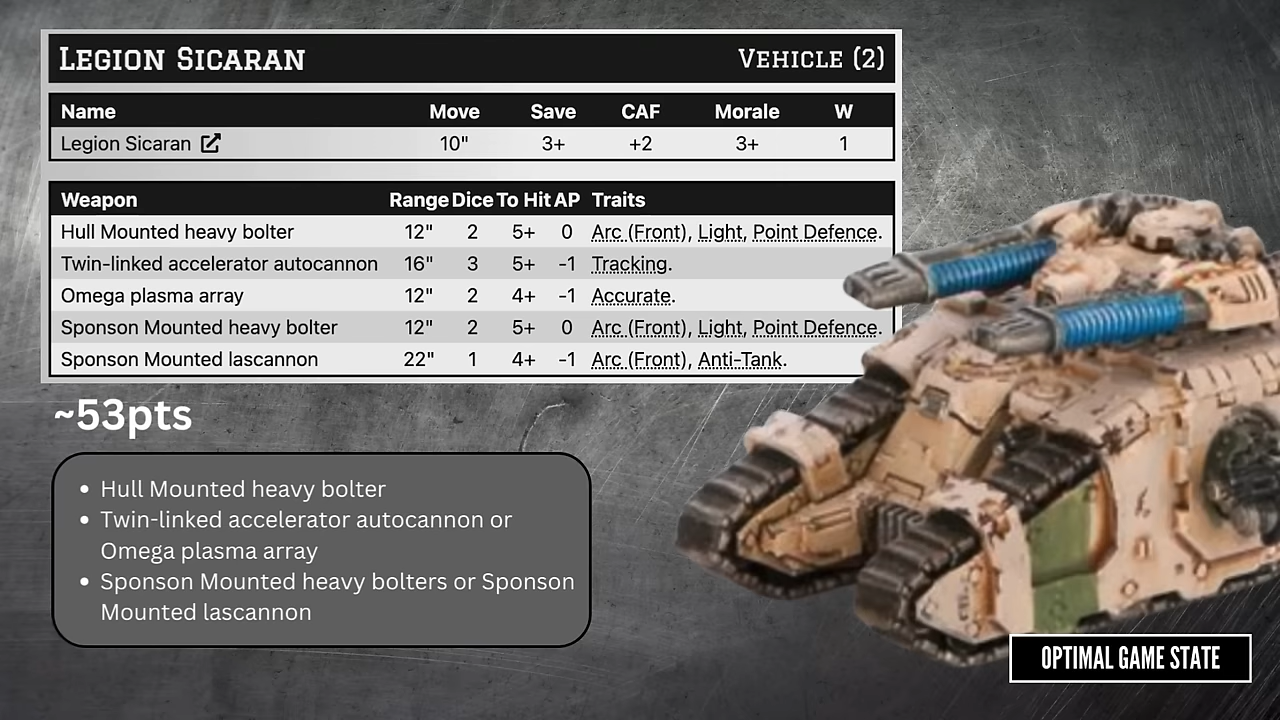 Legion Sicaran Vehicle (2)
Name Move Save CAF Morale W
Legion Sicaran 10" 3+ +2 3+ 1
Weapon Range Dice To Hit AP Traits
Hull Mounted heavy bolter 12" 2 5+ 0 Arc (Front), Light, Point Defence.
Twin-linked accelerator autocannon 16" 3 5+ -1 Tracking.
Omega plasma array 12" 2 4+ -1 Accurate.
Sponson Mounted heavy bolter 12" 2 5+ 0 Arc (Front), Light, Point Defence.
Sponson Mounted lascannon 22" 1 4+ -1 Arc (Front), Anti-Tank.
~53pts
• Hull Mounted heavy bolter
• Twin-linked accelerator autocannon or
Omega plasma array
• Sponson Mounted heavy bolters or Sponson
Mounted lascannon
OPTIMAL GAME STATE